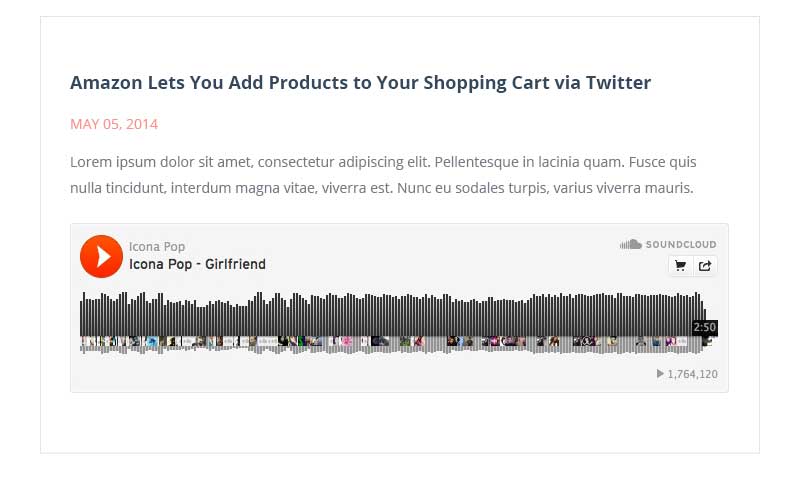 Amazon Lets You Add Products to Your Shopping Cart via Twitter
MAY 05, 2014
Lorem ipsum dolor sit amet, consectetur adipiscing elit. Pellentesque in lacinia quam. Fusce quis
nulla tincidunt, interdum magna vitae, viverra est. Nunc eu sodales turpis, varius viverra mauris.
Icona Pop
SOUNDCLOUD
Icona Pop - Girlfriend
2:50
1,764,120